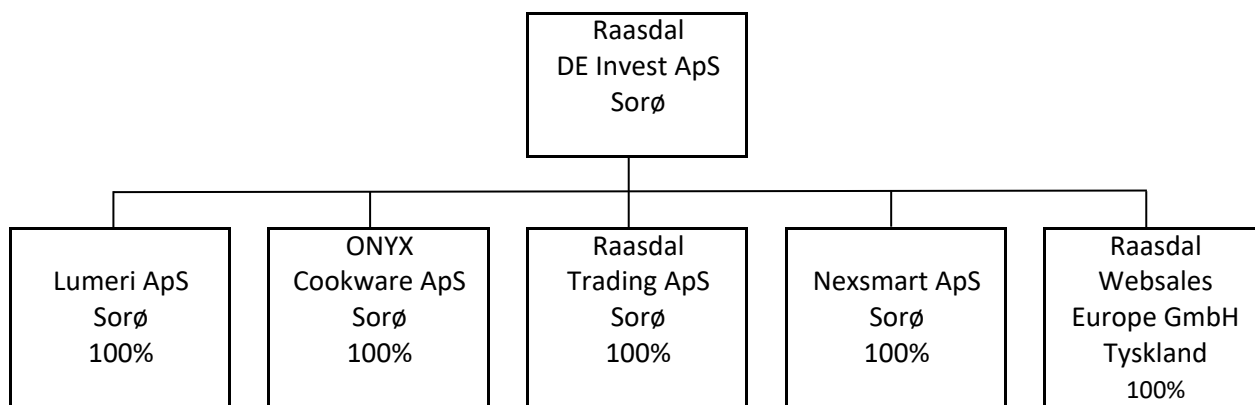 Raasdal
DE Invest ApS
Sorø
Lumeri ApS
Sorø
100%
ONYX
Cookware ApS
Sorø
100%
Raasdal
Trading ApS
Sorø
100%
Nexsmart ApS
Sorø
100%
Raasdal
Websales
Europe GmbH
Tyskland
100%